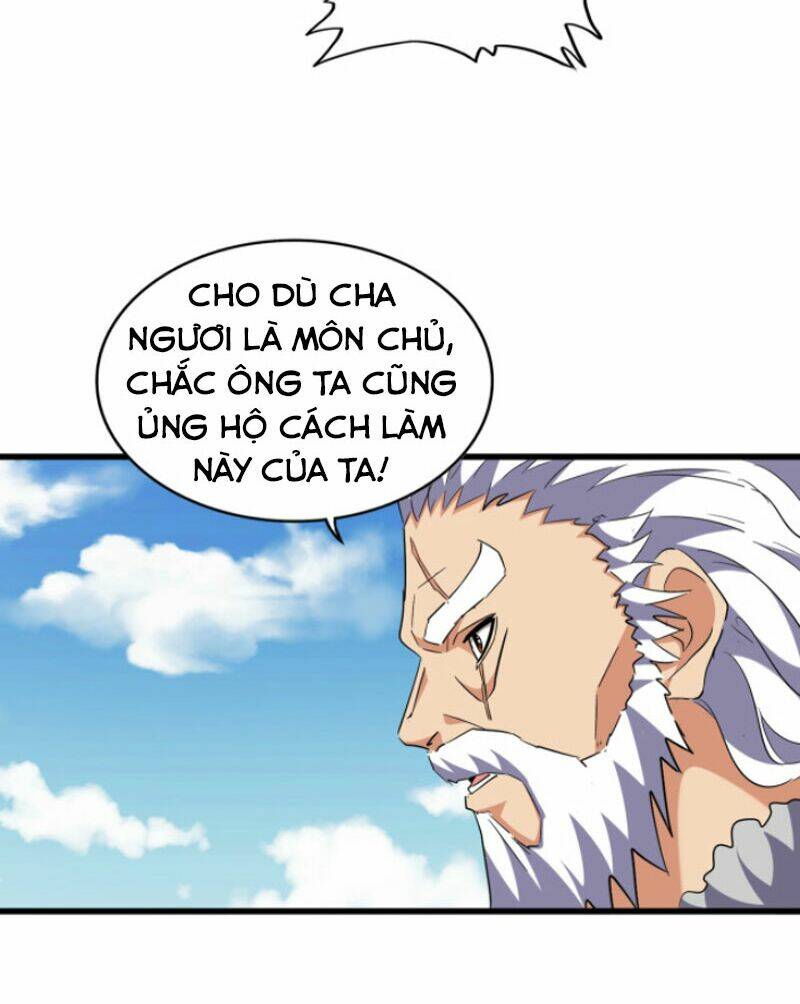 CHO DÙ CHA
NGƯƠI LÀ MÔN CHỦ,
CHẮC ÔNG TA CŨNG
ỦNG HỘ CÁCH LÀM
NÀY CỦA TA!